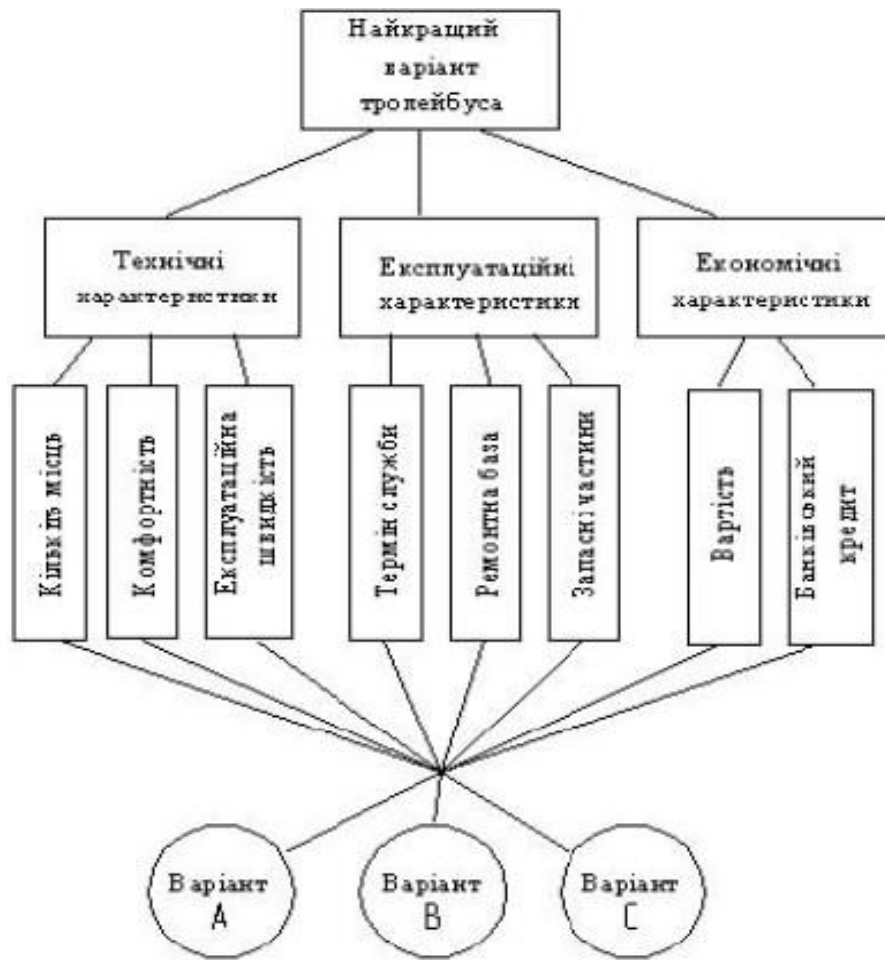 Найкращий
варіант
тролейбуса
Технічні
характеристики
Експлуатаційні
характеристики
Економічні
характеристики
Кількість місць
Комфортність
Експлуатаційна
швидкість
Термін служби
Ремонтна база
Запасні частини
Вартість
Банківський
кредит
Варіант
A
Варіант
B
Варіант
C